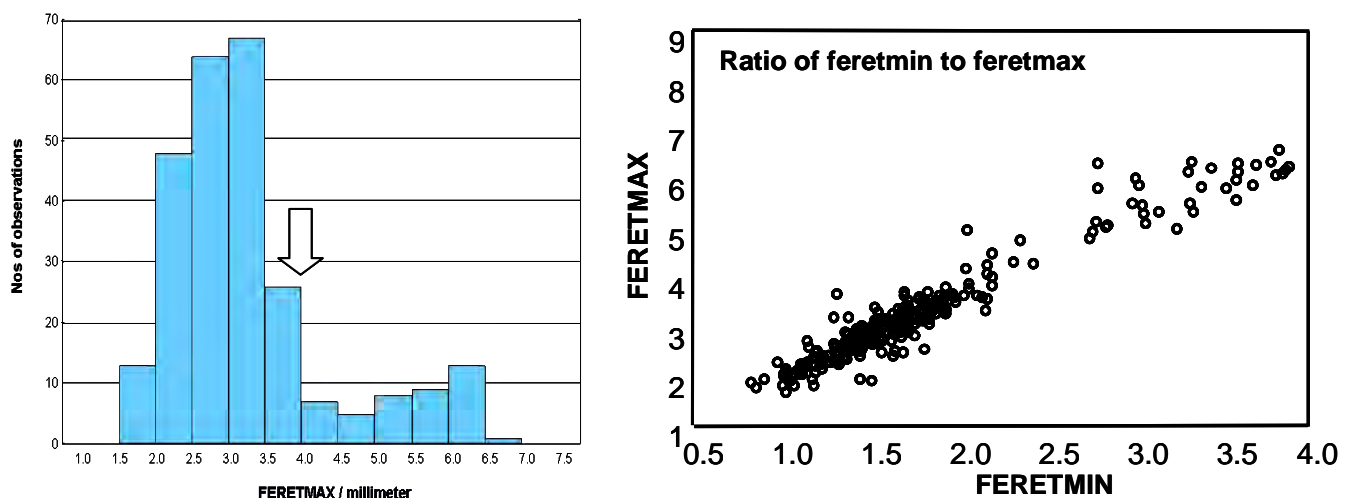 70
60
50
40
30
20
10
0
Nos of observations
1.0 1.5 2.0 2.5 3.0 3.5 4.0 4.5 5.0 5.5 6.0 6.5 7.0 7.5
FERETMAX / millimeter
Ratio of feretmin to feretmax
9
8
7
6
5
4
3
2
1
FERETMAX
0.5 1.0 1.5 2.0 2.5 3.0 3.5 4.0
FERETMIN